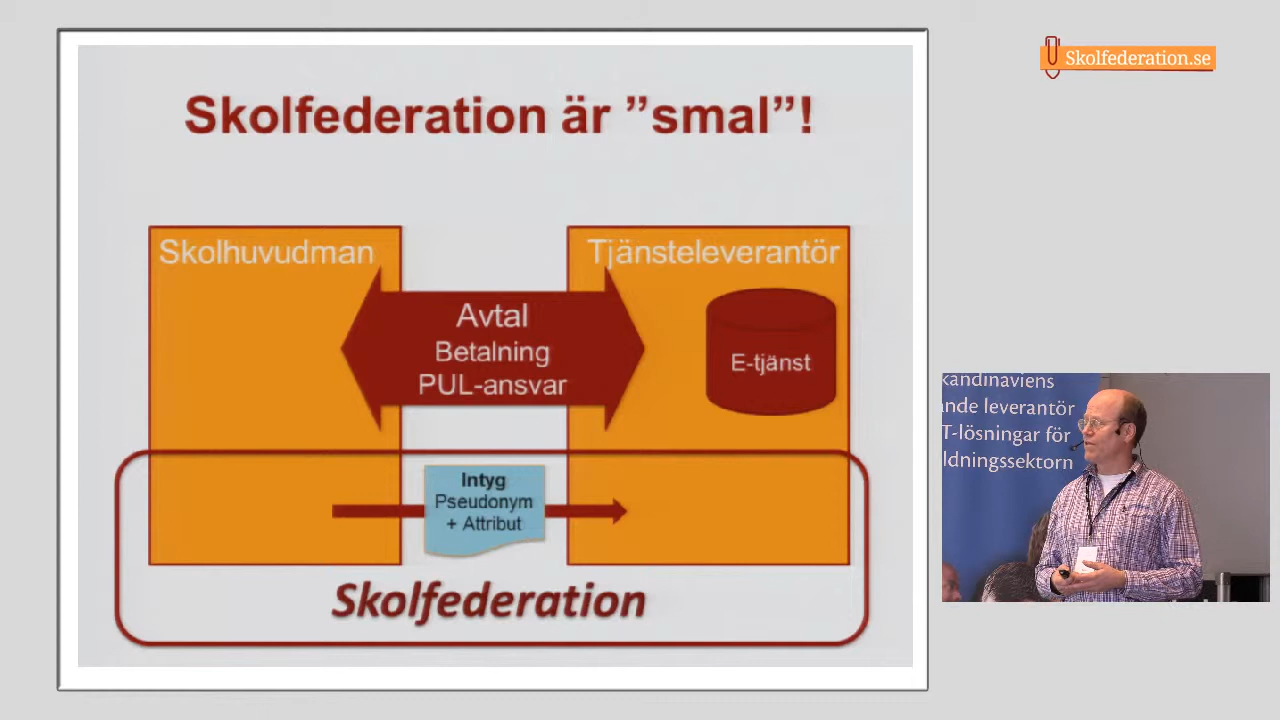 Skolfederation är ”smal”!
Skolhuvudman
Tjänsteleverantör
Avtal
Betalning
PUL-ansvar
E-tjänst
Intyg
Pseudonym
+ Attribut
Skolfederation
Skolfederation.se
kandinaviens
ande leverantör
T-lösningar för
ldningssektorn